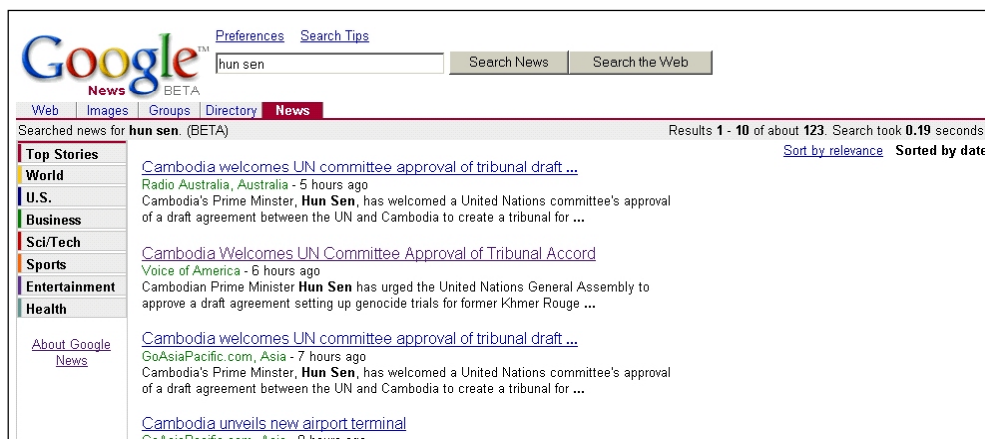 Preferences Search Tips
Google™
News BETA
hun sen Search News Search the Web
Web Images Groups Directory News
Searched news for hun sen. (BETA) Results 1 - 10 of about 123. Search took 0.19 seconds
Sort by relevance Sorted by date
Top Stories
World
U.S.
Business
Sci/Tech
Sports
Entertainment
Health
About Google
News
Cambodia welcomes UN committee approval of tribunal draft ...
Radio Australia, Australia - 5 hours ago
Cambodia's Prime Minster, Hun Sen, has welcomed a United Nations committee's approval
of a draft agreement between the UN and Cambodia to create a tribunal for ...
Cambodia Welcomes UN Committee Approval of Tribunal Accord
Voice of America - 6 hours ago
Cambodian Prime Minister Hun Sen has urged the United Nations General Assembly to
approve a draft agreement setting up genocide trials for former Khmer Rouge ...
Cambodia welcomes UN committee approval of tribunal draft ...
GoAsiaPacific.com, Asia - 7 hours ago
Cambodia's Prime Minster, Hun Sen, has welcomed a United Nations committee's approval
of a draft agreement between the UN and Cambodia to create a tribunal for ...
Cambodia unveils new airport terminal